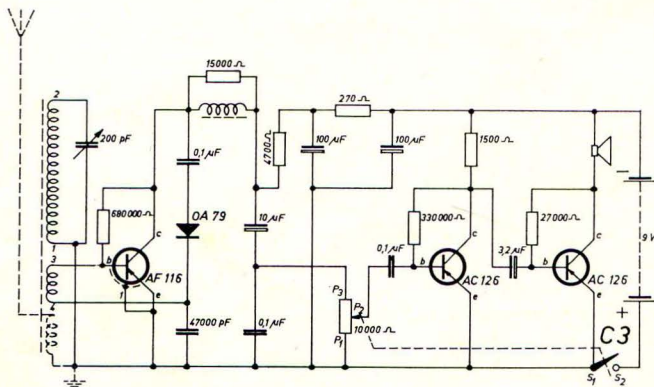 15000 Ω
2
200 pF
0,1 µF
4700 Ω
270 Ω
100 µF
100 µF
1500 Ω
680000 Ω
OA 79
10 µF
330000 Ω
27000 Ω
9 V
1
3
c
b
AF 116
1
e
4
47000 pF
0,1 µF
P3
P2
P1
10000 Ω
0,1 µF
b
c
AC 126
e
3,2 µF
b
c
AC 126
e
−
+
C3
S1
S2